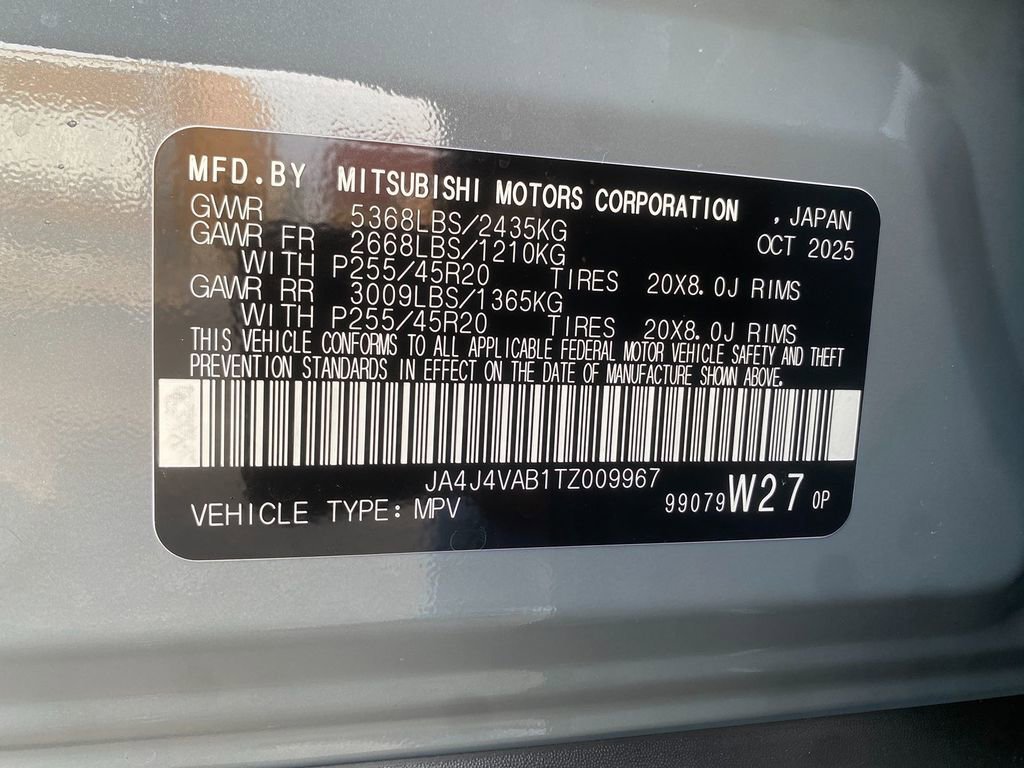 MFD.BY MITSUBISHI MOTORS CORPORATION , JAPAN
GVWR 5368LBS/2435KG OCT 2025
GAWR FR 2668LBS/1210KG
WITH P255/45R20 TIRES 20X8.0J RIMS
GAWR RR 3009LBS/1365KG
WITH P255/45R20 TIRES 20X8.0J RIMS
THIS VEHICLE CONFORMS TO ALL APPLICABLE FEDERAL MOTOR VEHICLE SAFETY AND THEFT
PREVENTION STANDARDS IN EFFECT ON THE DATE OF MANUFACTURE SHOWN ABOVE.
JA4J4VAB1TZ009967
VEHICLE TYPE: MPV 99079W27 0P